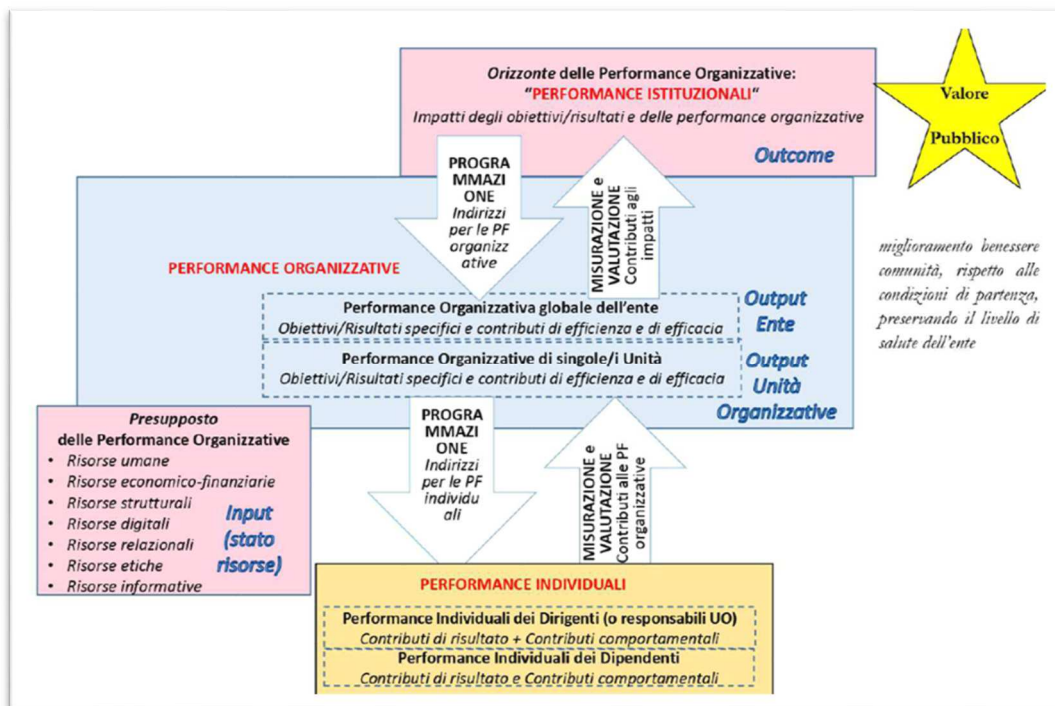 Orizzonte delle Performance Organizzative:
“PERFORMANCE ISTITUZIONALI“
Impatti degli obiettivi/risultati e delle performance organizzative
Outcome
Valore
Pubblico
miglioramento benessere
comunità, rispetto alle
condizioni di partenza,
preservando il livello di
salute dell’ente
PROGRA
MMAZI
ONE
Indirizzi
per le PF
organizz
ative
MISURAZIONE e
VALUTAZIONE
Contributi agli
impatti
PERFORMANCE ORGANIZZATIVE
Performance Organizzativa globale dell’ente
Obiettivi/Risultati specifici e contributi di efficienza e di efficacia
Output
Ente
Performance Organizzative di singole/i Unità
Obiettivi/Risultati specifici e contributi di efficienza e di efficacia
Output
Unità
Organizzative
Presupposto
delle Performance Organizzative
• Risorse umane
• Risorse economico-finanziarie
• Risorse strutturali
• Risorse digitali
• Risorse relazionali
• Risorse etiche
• Risorse informative
Input
(stato
risorse)
PROGRA
MMAZI
ONE
Indirizzi
per le PF
individu
ali
MISURAZIONE e
VALUTAZIONE
Contributi alle PF
organizzative
PERFORMANCE INDIVIDUALI
Performance Individuali dei Dirigenti (o responsabili UO)
Contributi di risultato + Contributi comportamentali
Performance Individuali dei Dipendenti
Contributi di risultato e Contributi comportamentali